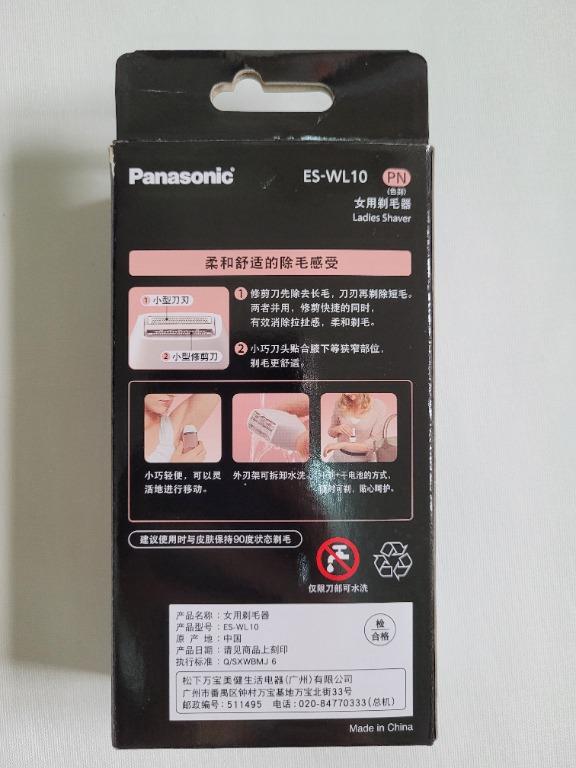 Panasonic
ES-WL10 PN
(色别)
女用剃毛器
Ladies Shaver
柔和舒适的除毛感受
1 小型刀刃
2 小型修剪刀
1 修剪刀先除去长毛，刀刃再剃除短毛。
两者并用，修剪快捷的同时，
有效消除拉扯感，柔和剃毛。
2 小巧刀头贴合腋下等狭窄部位，
剃毛更舒适。
小巧轻便，可以灵
活地进行移动。
外刃架可拆卸水洗。
干电池的方式，
可剃，贴心呵护。
建议使用时与皮肤保持90度状态剃毛
仅限刀部可水洗
产品名称：女用剃毛器
产品型号：ES-WL10
原 产 地：中国
产品日期：请见商品上刻印
执行标准：Q/SXWBMJ 6
检
合格
松下万宝美健生活电器(广州)有限公司
广州市番禺区钟村万宝基地万宝北街33号
邮政编号：511495 电话:020-84770333(总机)
Made in China